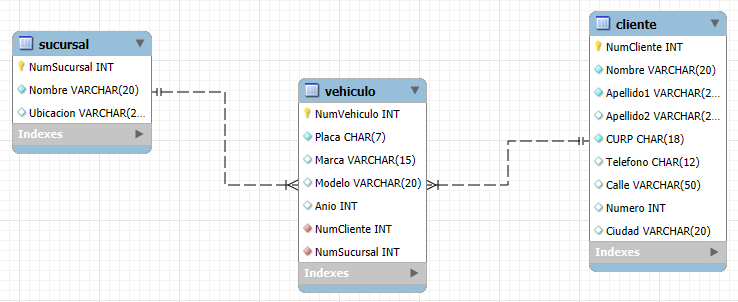 sucursal
NumSucursal INT
Nombre VARCHAR(20)
Ubicacion VARCHAR(2...
Indexes
vehiculo
NumVehiculo INT
Placa CHAR(7)
Marca VARCHAR(15)
Modelo VARCHAR(20)
Anio INT
NumCliente INT
NumSucursal INT
Indexes
cliente
NumCliente INT
Nombre VARCHAR(20)
Apellido1 VARCHAR(2...
Apellido2 VARCHAR(2...
CURP CHAR(18)
Telefono CHAR(12)
Calle VARCHAR(50)
Numero INT
Ciudad VARCHAR(20)
Indexes